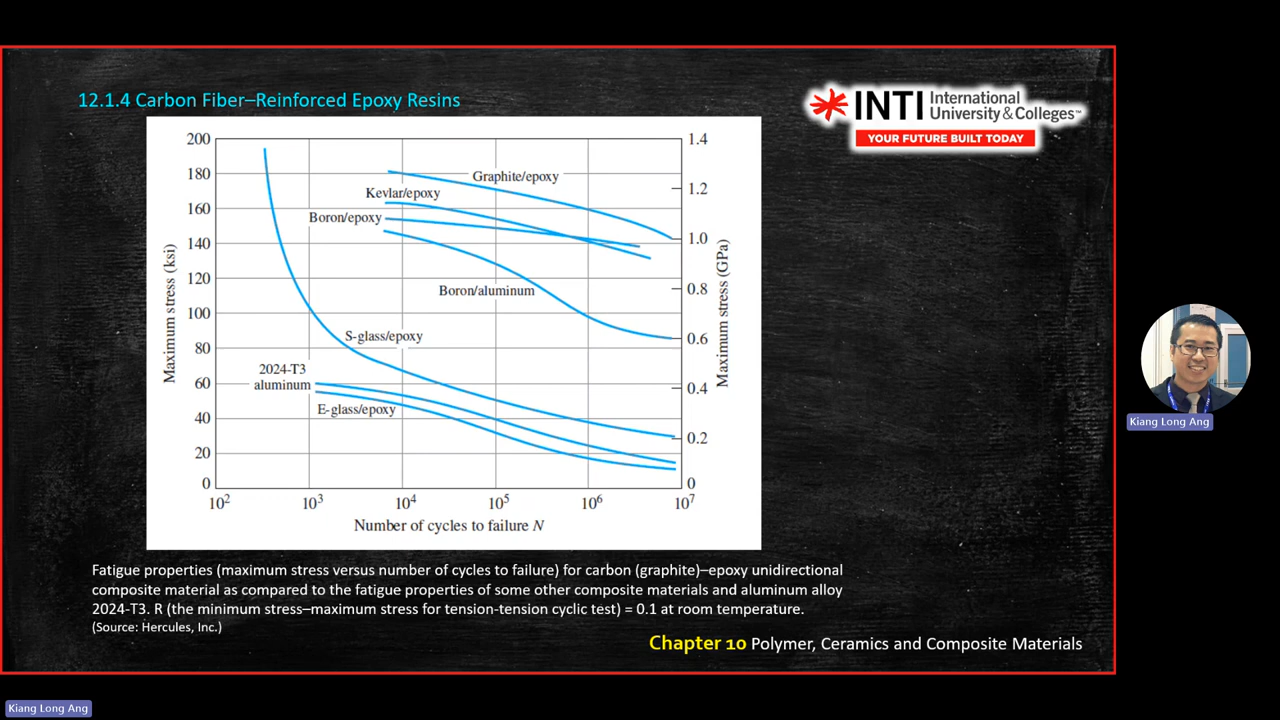 12.1.4 Carbon Fiber–Reinforced Epoxy Resins
INTI International
University & Colleges™
YOUR FUTURE BUILT TODAY
200
180
160
140
120
100
80
60
40
20
0
Maximum stress (ksi)
1.4
1.2
1.0
0.8
0.6
0.4
0.2
0
Maximum stress (GPa)
Graphite/epoxy
Kevlar/epoxy
Boron/epoxy
Boron/aluminum
S-glass/epoxy
2024-T3
aluminum
E-glass/epoxy
10² 10³ 10⁴ 10⁵ 10⁶ 10⁷
Number of cycles to failure N
Fatigue properties (maximum stress versus number of cycles to failure) for carbon (graphite)–epoxy unidirectional
composite material as compared to the fatigue properties of some other composite materials and aluminum alloy
2024-T3. R (the minimum stress–maximum stress for tension-tension cyclic test) = 0.1 at room temperature.
(Source: Hercules, Inc.)
Chapter 10 Polymer, Ceramics and Composite Materials
Kiang Long Ang
Kiang Long Ang